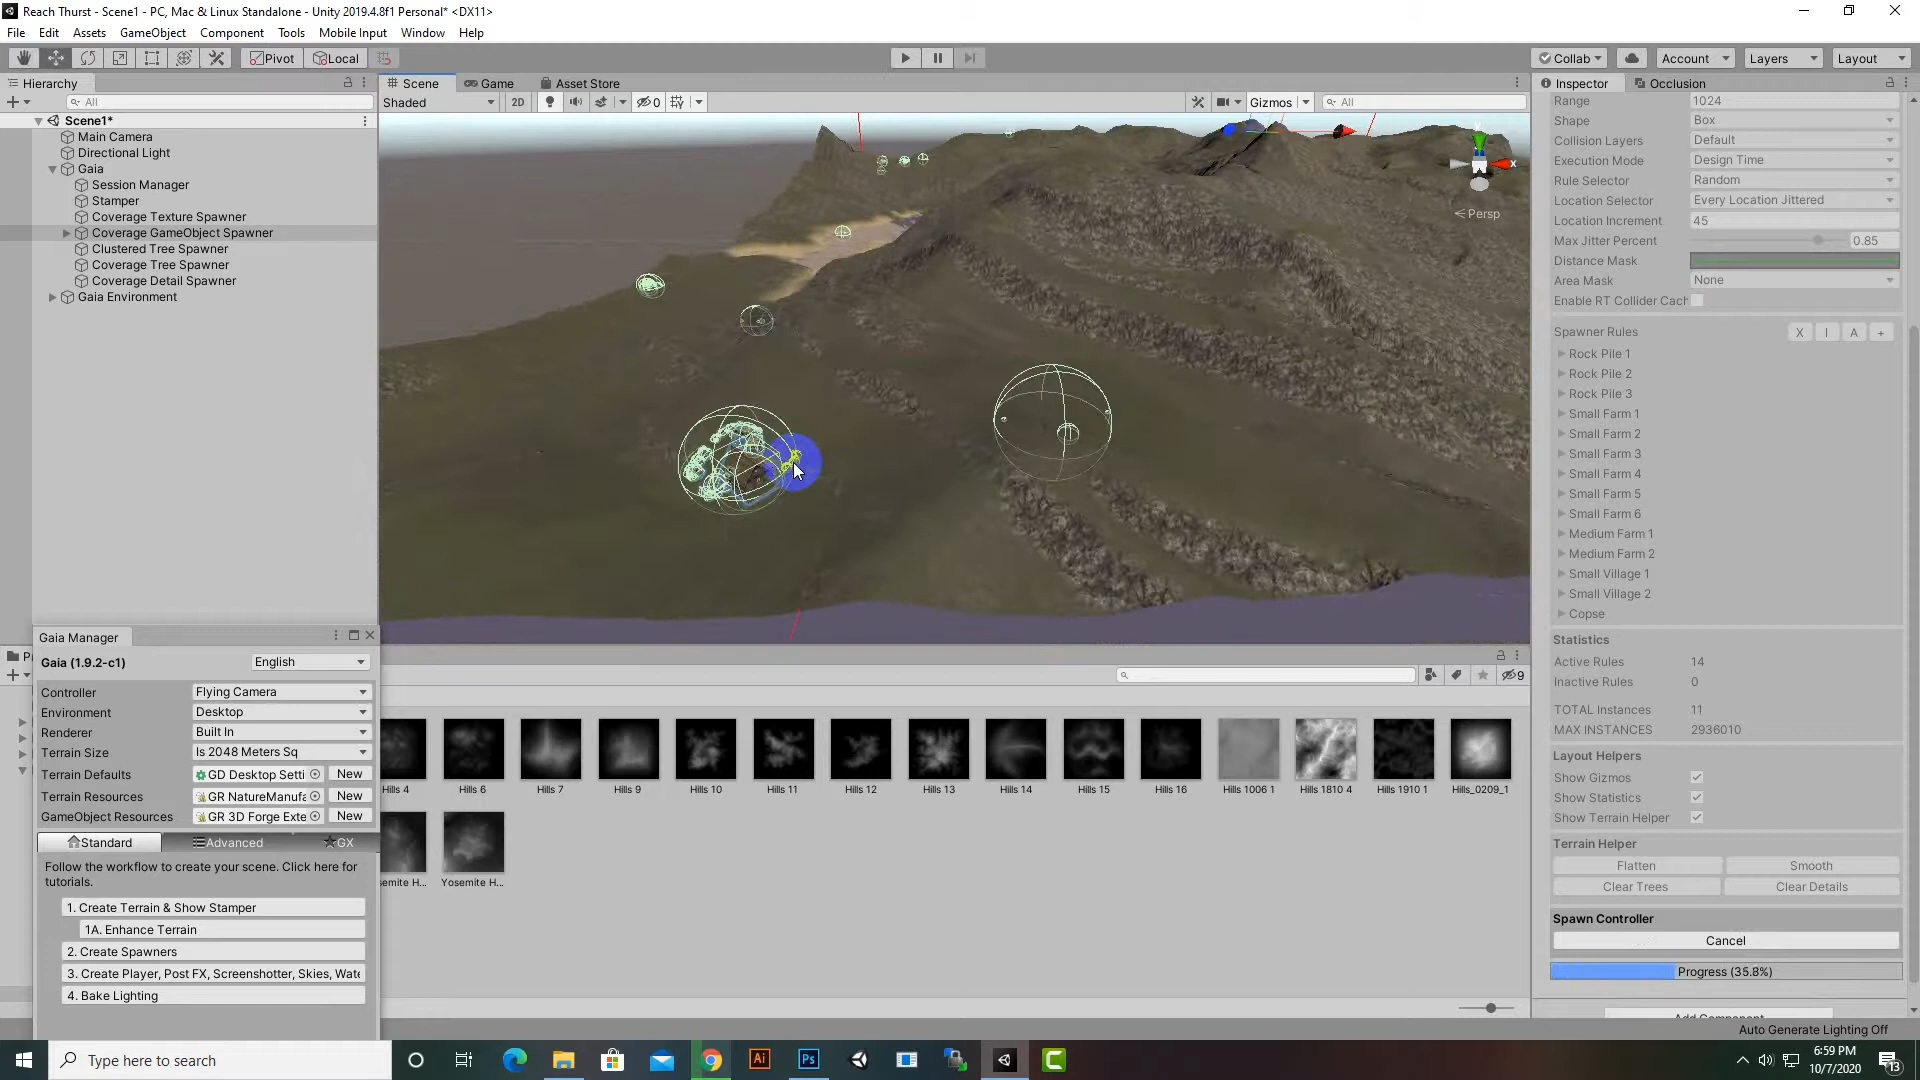 Reach Thurst - Scene1 - PC, Mac & Linux Standalone - Unity 2019.4.8f1 Personal* <DX11>
File Edit Assets GameObject Component Tools Mobile Input Window Help
Pivot Local Collab Account Layers Layout
Hierarchy
All
Scene1*
Main Camera
Directional Light
Gaia
Session Manager
Stamper
Coverage Texture Spawner
Coverage GameObject Spawner
Clustered Tree Spawner
Coverage Tree Spawner
Coverage Detail Spawner
Gaia Environment
Scene Game Asset Store
Shaded 2D 0 Gizmos All
y
x
Persp
Inspector Occlusion
Range 1024
Shape Box
Collision Layers Default
Execution Mode Design Time
Rule Selector Random
Location Selector Every Location Jittered
Location Increment 45
Max Jitter Percent 0.85
Distance Mask
Area Mask None
Enable RT Collider Cach
Spawner Rules X I A +
Rock Pile 1
Rock Pile 2
Rock Pile 3
Small Farm 1
Small Farm 2
Small Farm 3
Small Farm 4
Small Farm 5
Small Farm 6
Medium Farm 1
Medium Farm 2
Small Village 1
Small Village 2
Copse
Statistics
Active Rules 14
Inactive Rules 0
TOTAL Instances 11
MAX INSTANCES 2936010
Layout Helpers
Show Gizmos
Show Statistics
Show Terrain Helper
Terrain Helper
Flatten Smooth
Clear Trees Clear Details
Spawn Controller
Cancel
Progress (35.8%)
Auto Generate Lighting Off
Gaia Manager
Gaia (1.9.2-c1) English
Controller Flying Camera
Environment Desktop
Renderer Built In
Terrain Size Is 2048 Meters Sq
Terrain Defaults GD Desktop Setti New
Terrain Resources GR NatureManufa New
GameObject Resources GR 3D Forge Exte New
Standard Advanced GX
Follow the workflow to create your scene. Click here for
tutorials.
1. Create Terrain & Show Stamper
1A. Enhance Terrain
2. Create Spawners
3. Create Player, Post FX, Screenshotter, Skies, Wate
4. Bake Lighting
9
Hills 4 Hills 6 Hills 7 Hills 9 Hills 10 Hills 11 Hills 12 Hills 13 Hills 14 Hills 15 Hills 16 Hills 1006 1 Hills 1810 4 Hills 1910 1 Hills_0209_1
semite H... Yosemite H...
Type here to search
Ai Ps
6:59 PM
10/7/2020
13